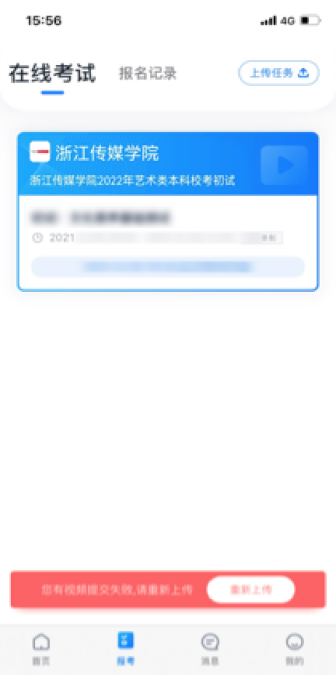 15:56
4G
在线考试
报名记录
上传任务
浙江传媒学院
浙江传媒学院2022年艺术类本科校考初试
2021
您有视频提交失败,请重新上传
重新上传
首页
报考
消息
我的